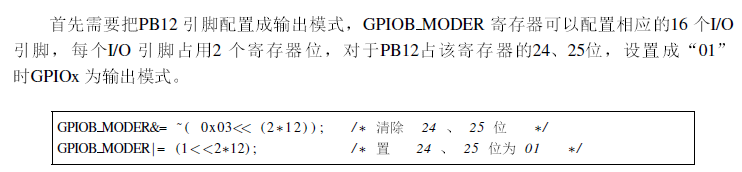 首先需要把PB12 引脚配置成输出模式，GPIOB_MODER 寄存器可以配置相应的16 个I/O
引脚，每个I/O 引脚占用2 个寄存器位，对于PB12占该寄存器的24、25位，设置成“01”
时GPIOx 为输出模式。
GPIOB_MODER&= ~( 0x03<< (2*12)); /* 清除 24 、 25 位 */
GPIOB_MODER|= (1<<2*12); /* 置 24 、 25 位为 01 */